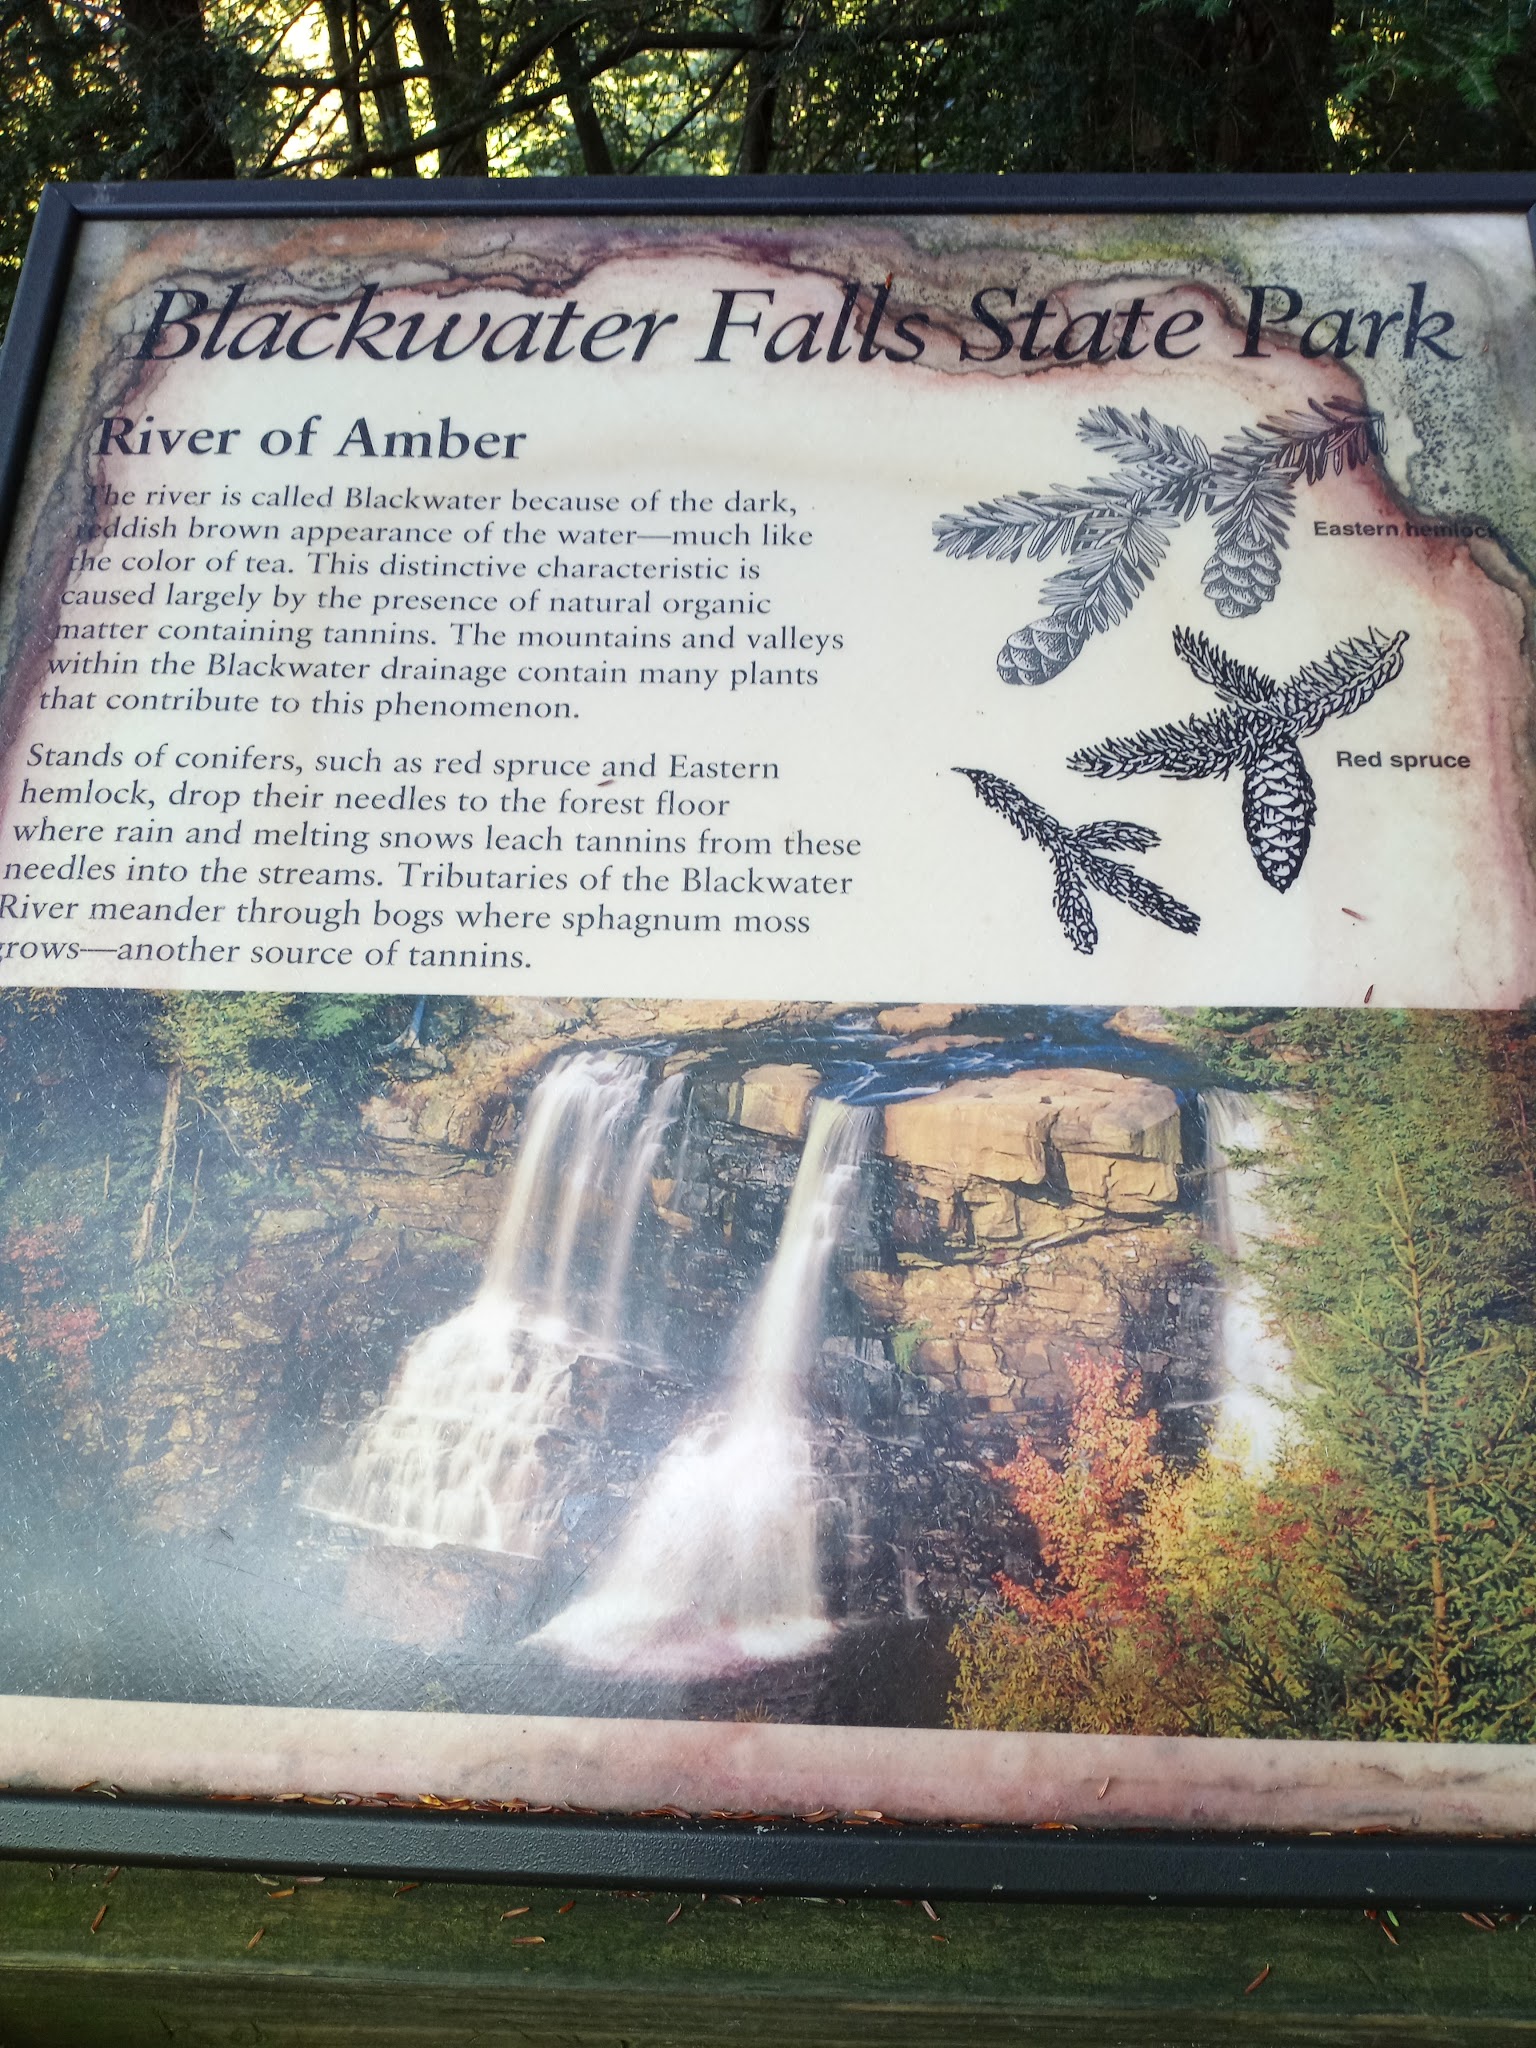 Blackwater Falls State Park
River of Amber
The river is called Blackwater because of the dark,
reddish brown appearance of the water—much like
the color of tea. This distinctive characteristic is
caused largely by the presence of natural organic
matter containing tannins. The mountains and valleys
within the Blackwater drainage contain many plants
that contribute to this phenomenon.
Stands of conifers, such as red spruce and Eastern
hemlock, drop their needles to the forest floor
where rain and melting snows leach tannins from these
needles into the streams. Tributaries of the Blackwater
River meander through bogs where sphagnum moss
grows—another source of tannins.
Eastern hemlock
Red spruce